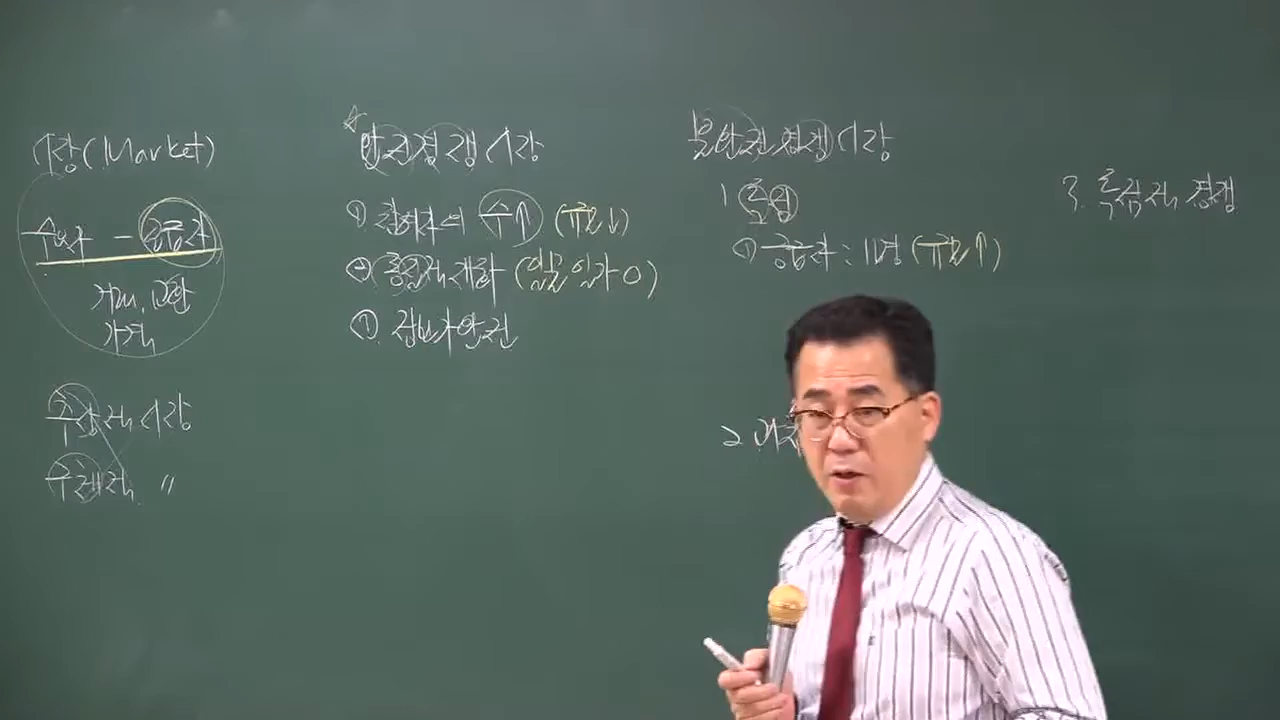 시장(Market)
수요자 — 공급자
거래, 교환
가격
추상적 시장
구체적 〃
☆
완전경쟁시장
① 참여자의 수↑ (규모↓)
② (동질적 재화 (일물일가 O)
③ 정보가 완전
불완전경쟁시장
1. 독점
① 공급자 : 1명 (규모↑)
2.
3. 독점적 경쟁